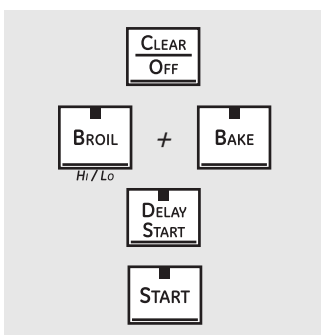 CLEAR
OFF
BROIL + BAKE
HI / LO
DELAY
START
START